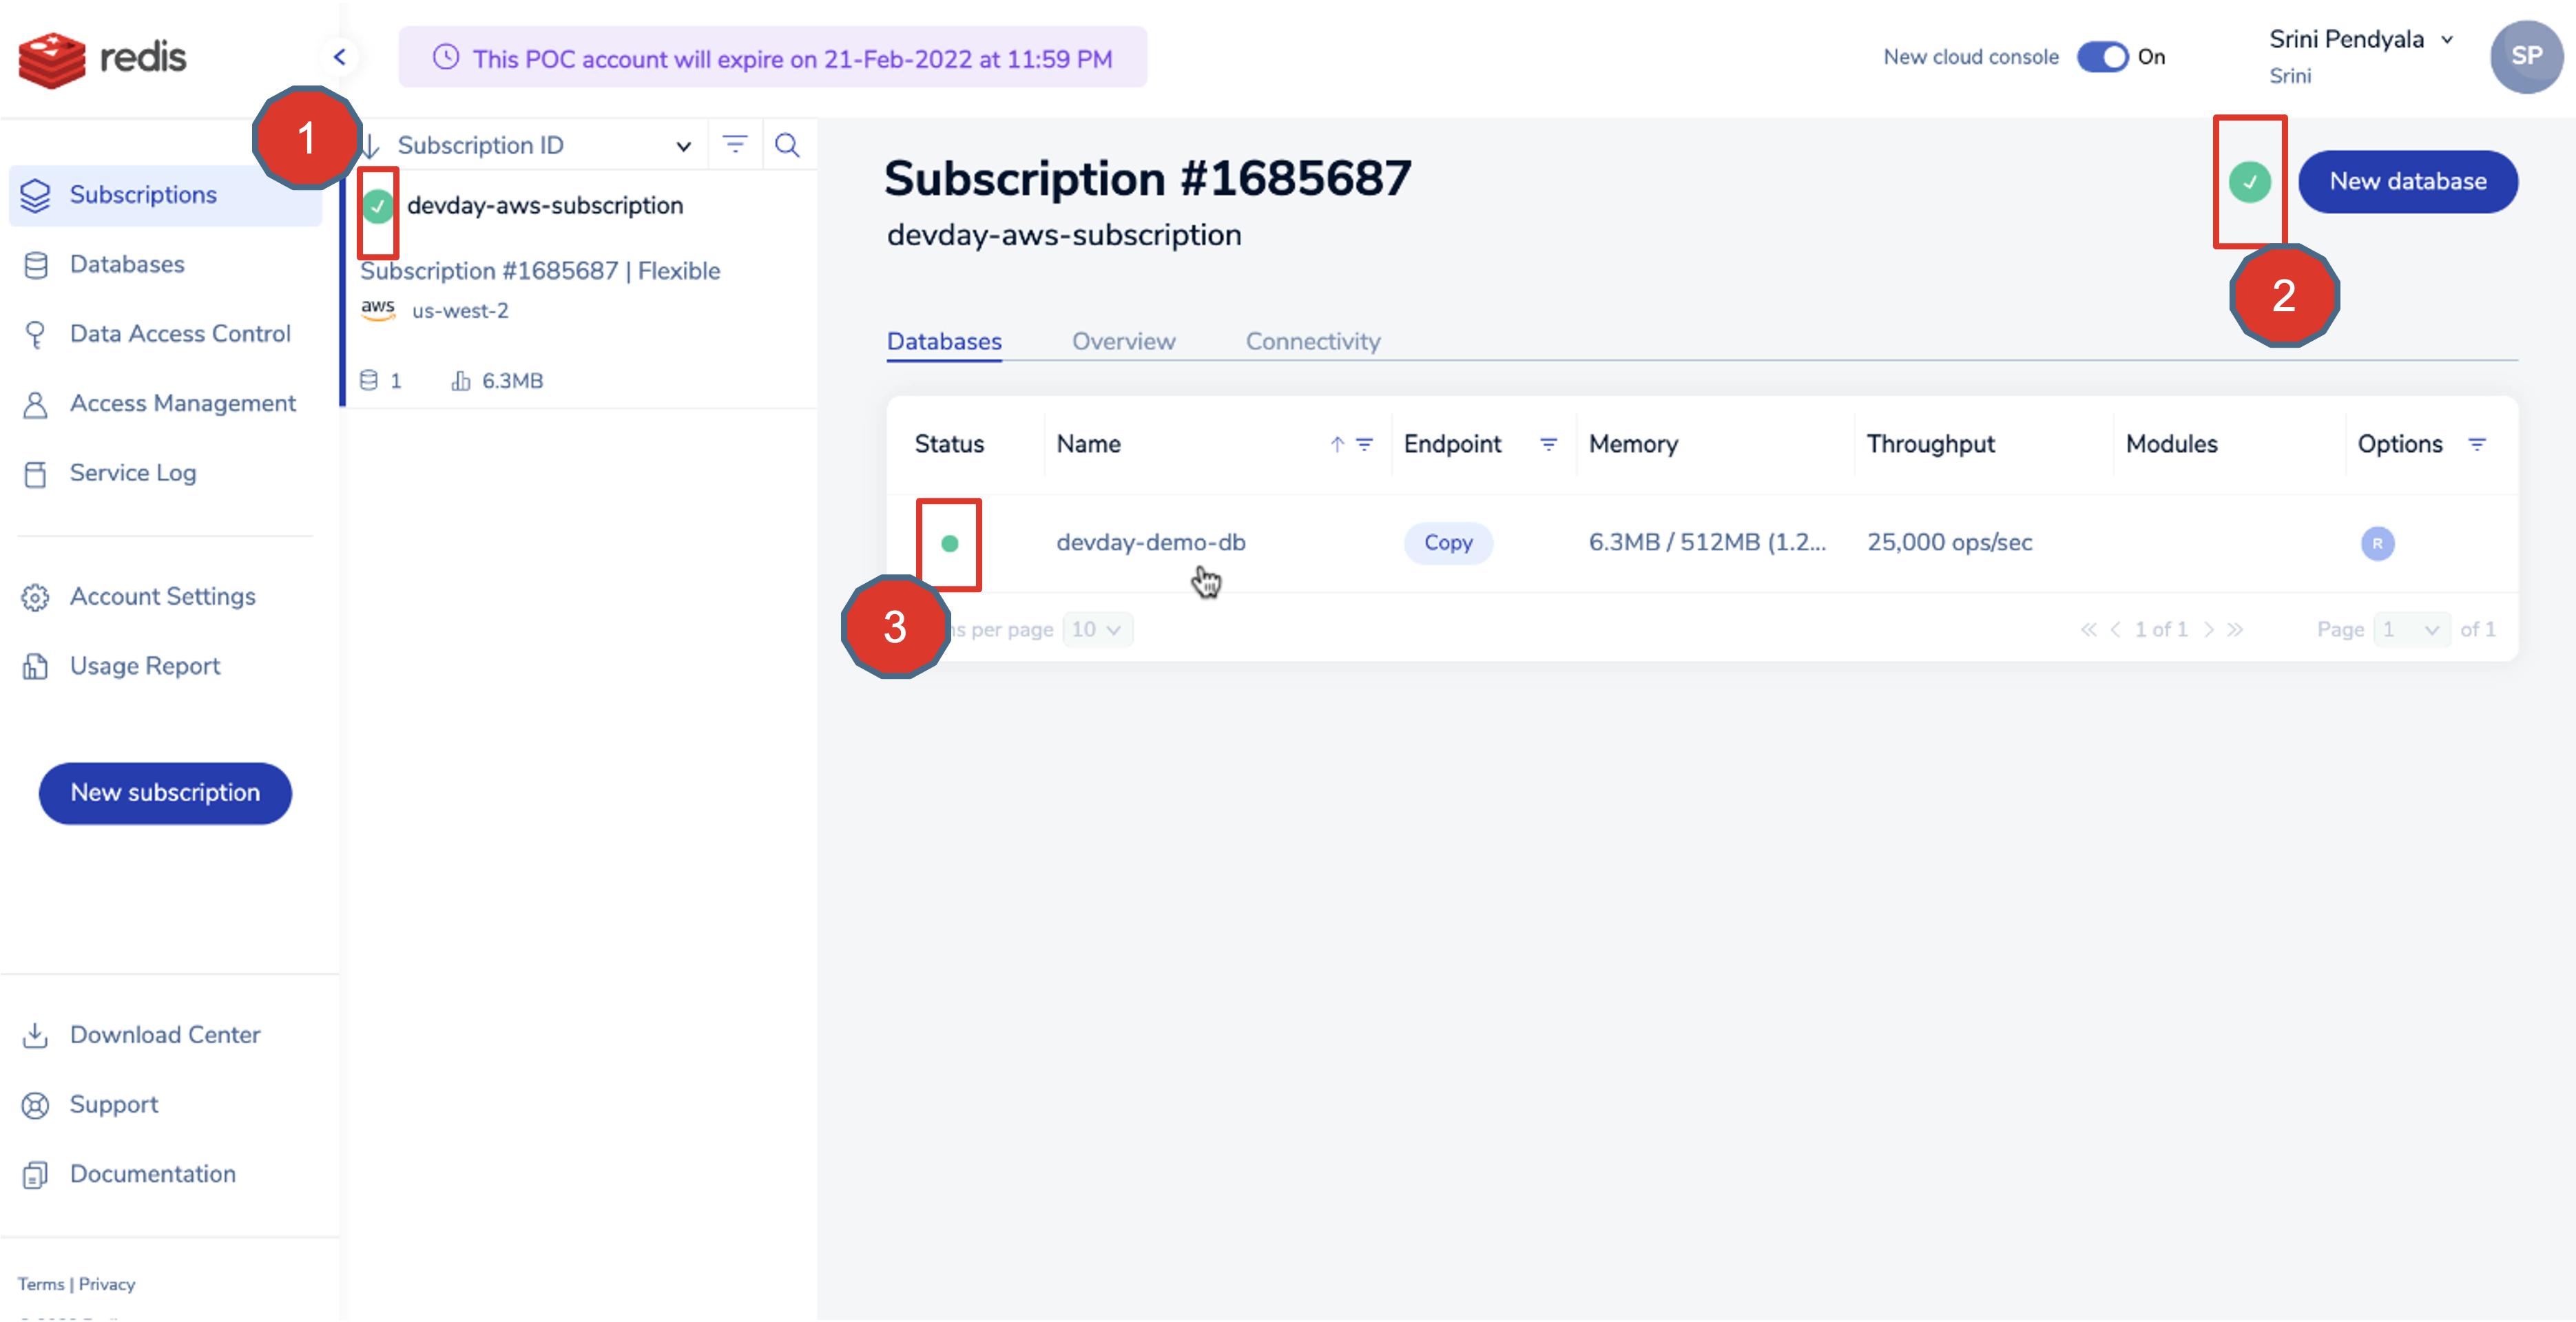 redis
This POC account will expire on 21-Feb-2022 at 11:59 PM
New cloud console On
Srini Pendyala
Srini
SP
1
Subscriptions
Databases
Data Access Control
Access Management
Service Log
Account Settings
Usage Report
New subscription
Download Center
Support
Documentation
Terms | Privacy
Subscription ID
devday-aws-subscription
Subscription #1685687 | Flexible
aws us-west-2
1 6.3MB
Subscription #1685687
devday-aws-subscription
New database
2
Databases Overview Connectivity
Status Name Endpoint Memory Throughput Modules Options
devday-demo-db Copy 6.3MB / 512MB (1.2... 25,000 ops/sec R
3
per page 10 1 of 1 Page 1 of 1